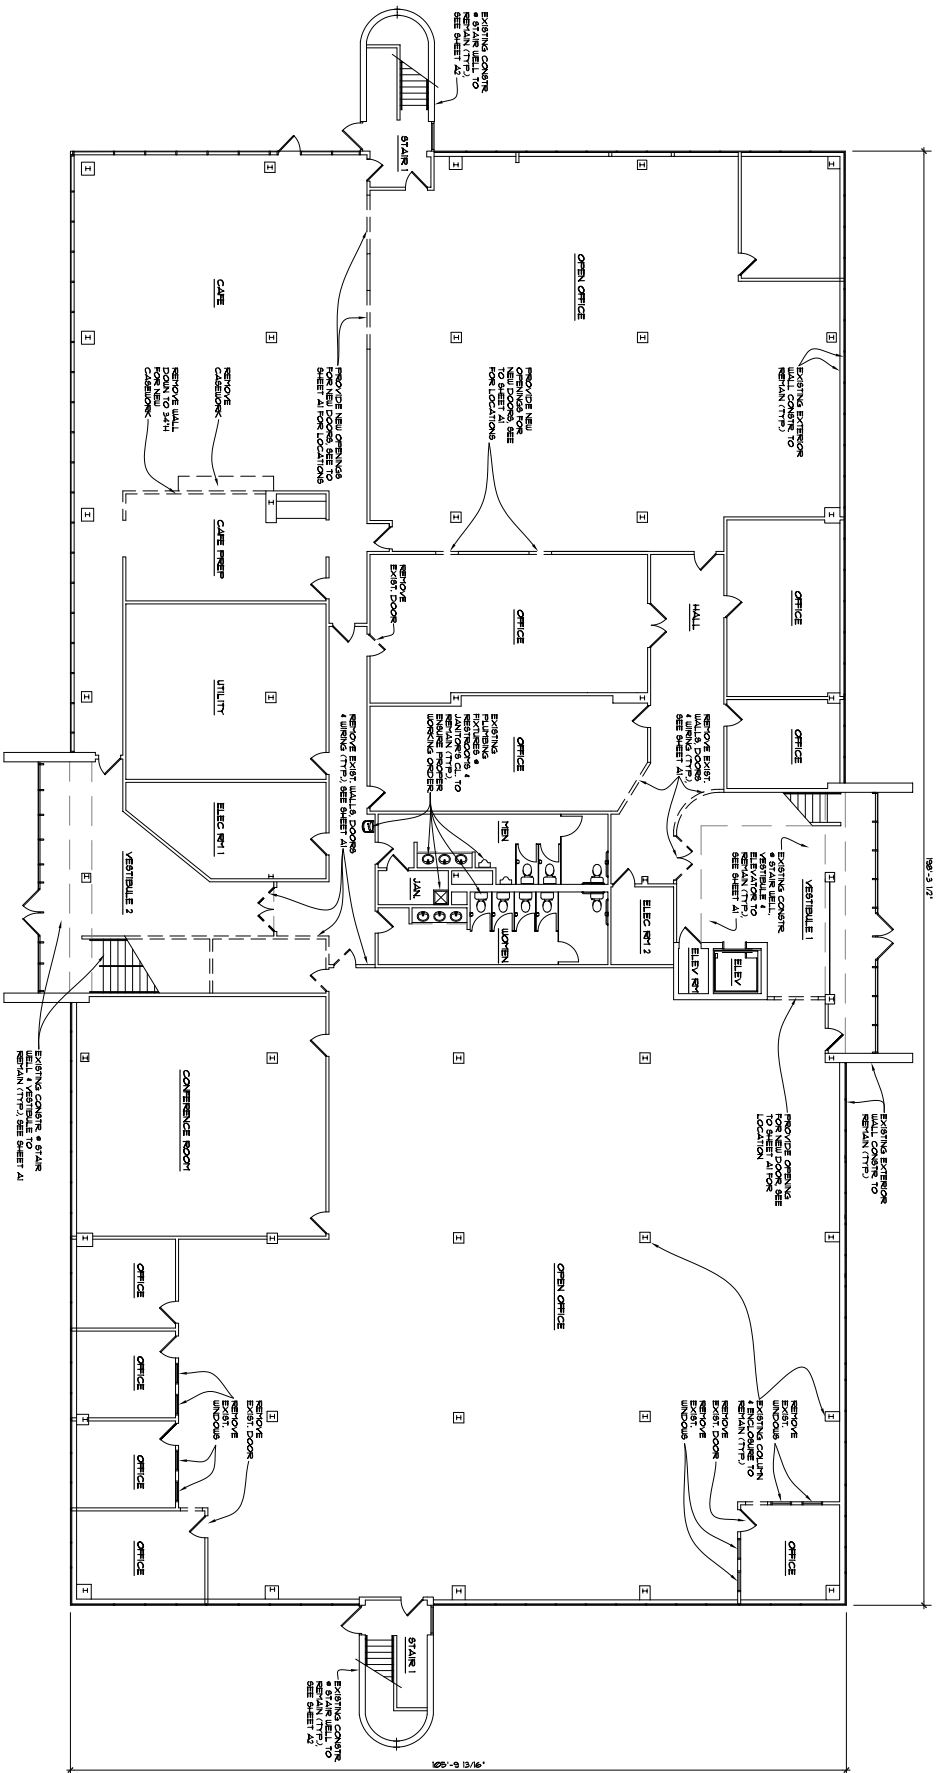 198'-3 1/2"
EXISTING EXTERIOR
WALL CONSTR. TO
REMAIN (TYP.)
OFFICE
OFFICE
HALL
REMOVE EXIST.
WALLS, DOORS
& WIRING (TYP.),
SEE SHEET A1
VESTIBULE 1
EXISTING CONSTR.
@ STAIR WELL,
VESTIBULE &
ELEVATOR TO
REMAIN (TYP.),
SEE SHEET A1
ELEV
ELEV RM
ELEC RM 2
EXISTING EXTERIOR
WALL CONSTR. TO
REMAIN (TYP.)
PROVIDE OPENING
FOR NEW DOOR, SEE
TO SHEET A1 FOR
LOCATION
REMOVE
EXIST.
WINDOWS
EXISTING COLUMN
& ENCLOSURE TO
REMAIN (TYP.)
REMOVE
EXIST. DOOR
REMOVE
EXIST.
WINDOWS
OFFICE
EXISTING CONSTR.
@ STAIR WELL TO
REMAIN (TYP.),
SEE SHEET A2
STAIR 1
OPEN OFFICE
PROVIDE NEW
OPENINGS FOR
NEW DOORS, SEE
TO SHEET A1
FOR LOCATIONS
OFFICE
OFFICE
EXISTING
PLUMBING
FIXTURES @
RESTROOMS &
JANITOR'S CL. TO
REMAIN (TYP.),
ENSURE PROPER
WORKING ORDER
MEN
WOMEN
JAN.
OPEN OFFICE
STAIR 1
EXISTING CONSTR.
@ STAIR WELL TO
REMAIN (TYP.),
SEE SHEET A2
105'-9 13/16"
REMOVE
EXIST. DOOR
PROVIDE NEW OPENINGS
FOR NEW DOORS, SEE TO
SHEET A1 FOR LOCATIONS
REMOVE EXIST. WALLS, DOORS
& WIRING (TYP.), SEE SHEET A1
CAFE
REMOVE
CASEWORK
REMOVE WALL
DOWN TO 34"H
FOR NEW
CASEWORK
CAFE PREP
UTILITY
ELEC RM 1
VESTIBULE 2
CONFERENCE ROOM
REMOVE
EXIST. DOOR
REMOVE
EXIST.
WINDOWS
OFFICE
OFFICE
OFFICE
OFFICE
EXISTING CONSTR. @ STAIR
WELL & VESTIBULE TO
REMAIN (TYP.), SEE SHEET A1